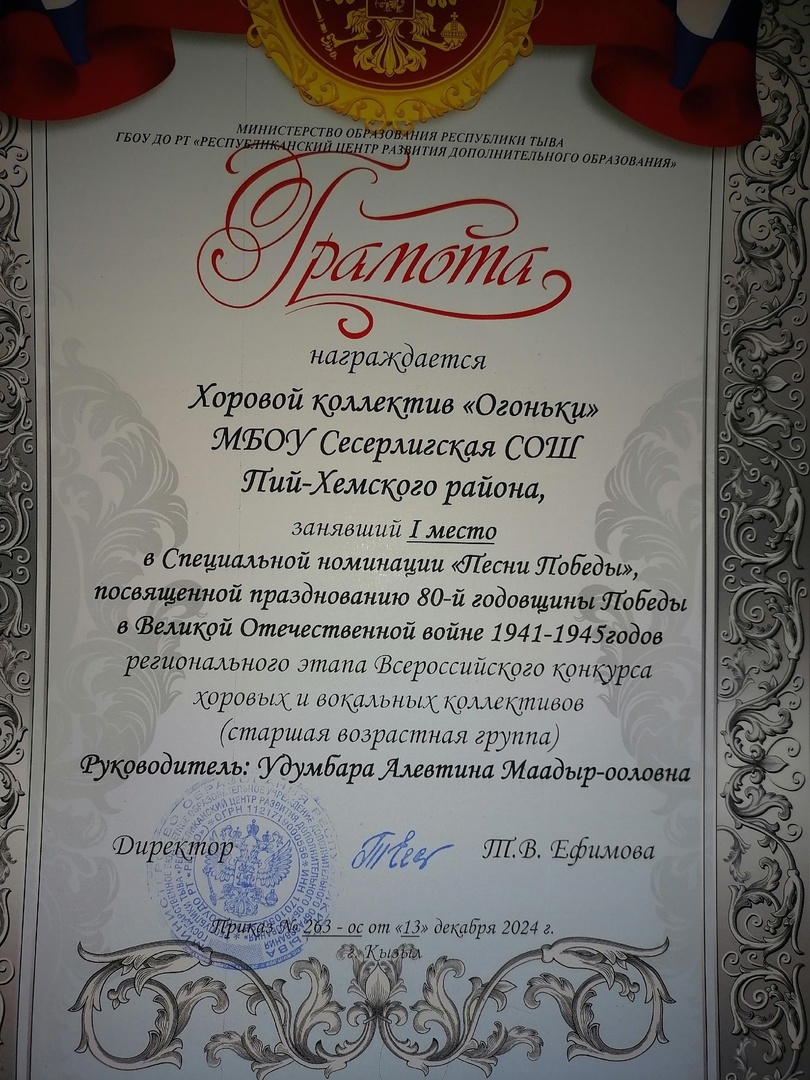 МИНИСТЕРСТВО ОБРАЗОВАНИЯ РЕСПУБЛИКИ ТЫВА
ГБОУ ДО РТ «РЕСПУБЛИКАНСКИЙ ЦЕНТР РАЗВИТИЯ ДОПОЛНИТЕЛЬНОГО ОБРАЗОВАНИЯ»
Грамота
награждается
Хоровой коллектив «Огоньки»
МБОУ Сесерлигская СОШ
Пий-Хемского района,
занявший I место
в Специальной номинации «Песни Победы»,
посвященной празднованию 80-й годовщины Победы
в Великой Отечественной войне 1941-1945годов
регионального этапа Всероссийского конкурса
хоровых и вокальных коллективов
(старшая возрастная группа)
Руководитель: Удумбара Алевтина Маадыр-ооловна
Директор Т.В. Ефимова
Приказ № 263 - ос от «13» декабря 2024 г.
г. Кызыл